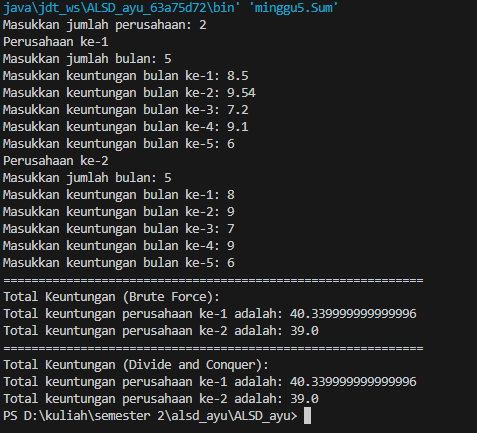 java\jdt_ws\ALSD_ayu_63a75d72\bin' 'minggu5.Sum'
Masukkan jumlah perusahaan: 2
Perusahaan ke-1
Masukkan jumlah bulan: 5
Masukkan keuntungan bulan ke-1: 8.5
Masukkan keuntungan bulan ke-2: 9.54
Masukkan keuntungan bulan ke-3: 7.2
Masukkan keuntungan bulan ke-4: 9.1
Masukkan keuntungan bulan ke-5: 6
Perusahaan ke-2
Masukkan jumlah bulan: 5
Masukkan keuntungan bulan ke-1: 8
Masukkan keuntungan bulan ke-2: 9
Masukkan keuntungan bulan ke-3: 7
Masukkan keuntungan bulan ke-4: 9
Masukkan keuntungan bulan ke-5: 6
============================================================
Total Keuntungan (Brute Force):
Total keuntungan perusahaan ke-1 adalah: 40.339999999999996
Total keuntungan perusahaan ke-2 adalah: 39.0
============================================================
Total Keuntungan (Divide and Conquer):
Total keuntungan perusahaan ke-1 adalah: 40.339999999999996
Total keuntungan perusahaan ke-2 adalah: 39.0
PS D:\kuliah\semester 2\alsd_ayu\ALSD_ayu>